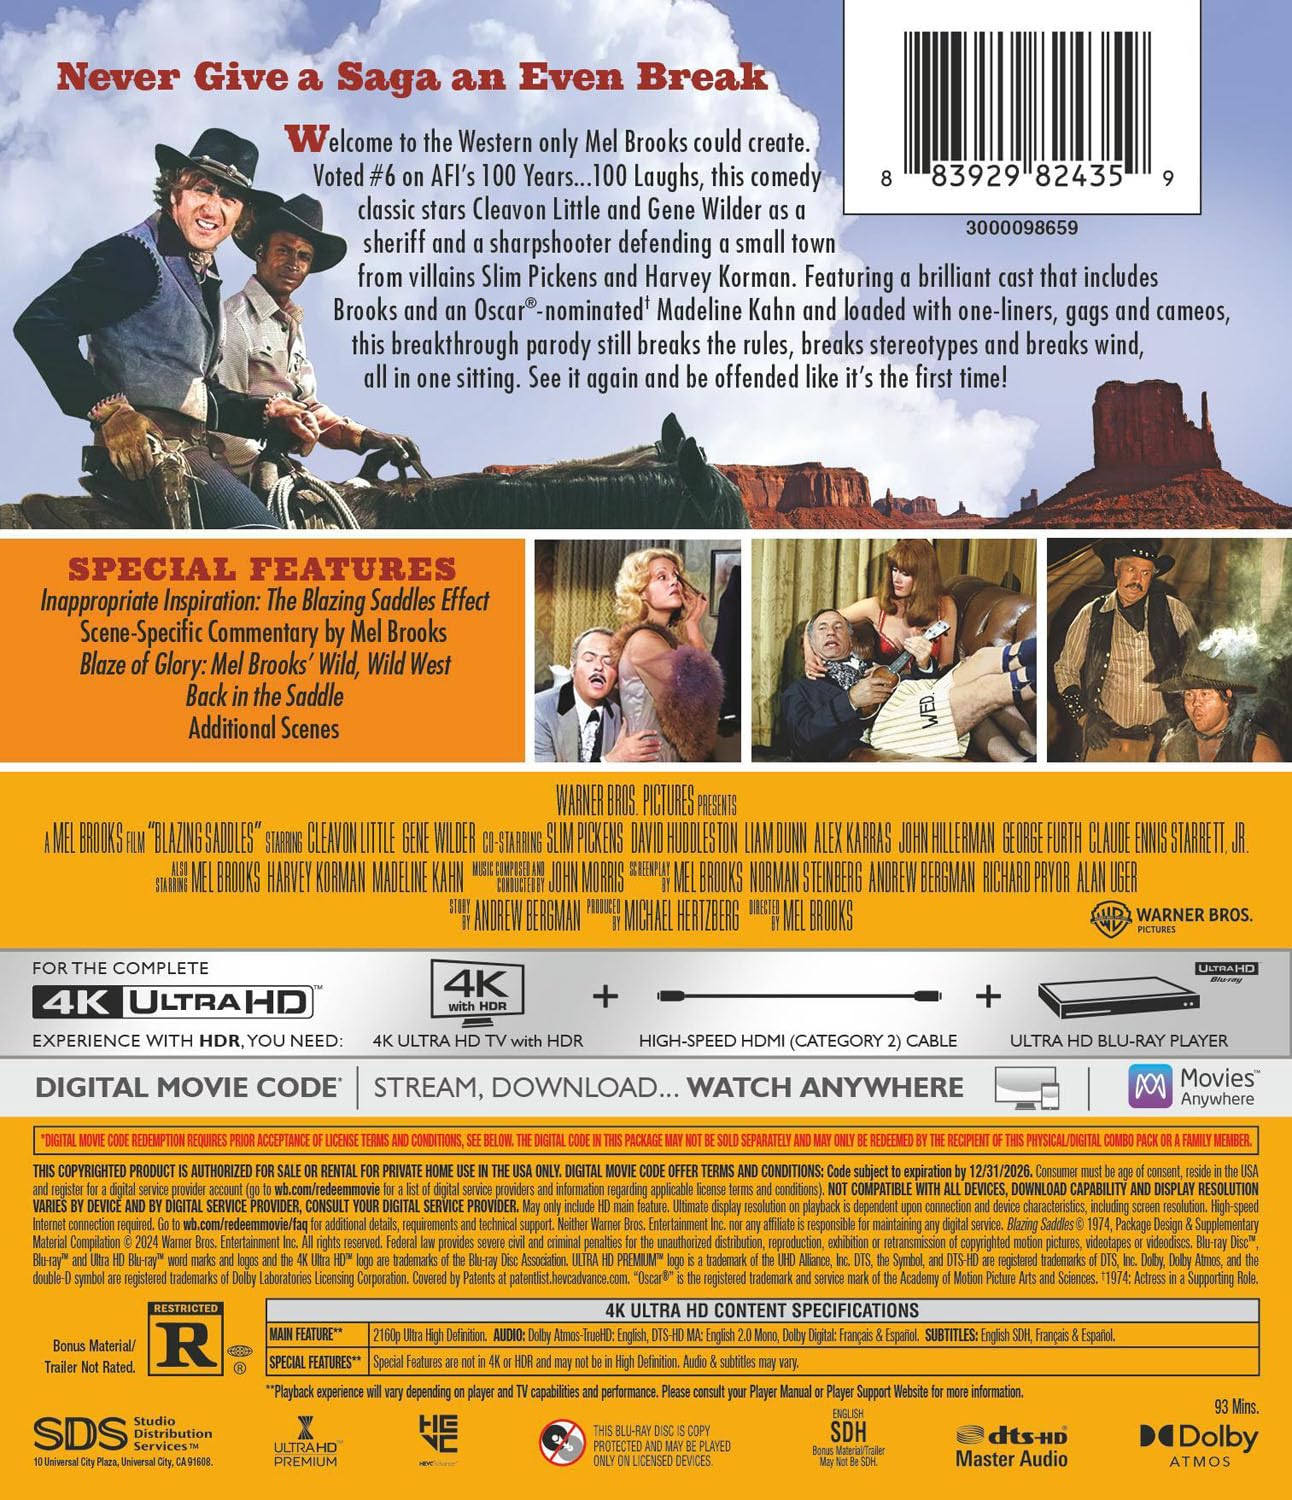 Never Give a Saga an Even Break
8 83929 82435 9
3000098659
Welcome to the Western only Mel Brooks could create.
Voted #6 on AFI's 100 Years...100 Laughs, this comedy
classic stars Cleavon Little and Gene Wilder as a
sheriff and a sharpshooter defending a small town
from villains Slim Pickens and Harvey Korman. Featuring a brilliant cast that includes
Brooks and an Oscar®-nominated† Madeline Kahn and loaded with one-liners, gags and cameos,
this breakthrough parody still breaks the rules, breaks stereotypes and breaks wind,
all in one sitting. See it again and be offended like it's the first time!
SPECIAL FEATURES
Inappropriate Inspiration: The Blazing Saddles Effect
Scene-Specific Commentary by Mel Brooks
Blaze of Glory: Mel Brooks' Wild, Wild West
Back in the Saddle
Additional Scenes
WED.
WARNER BROS. PICTURES PRESENTS
A MEL BROOKS FILM "BLAZING SADDLES" STARRING CLEAVON LITTLE GENE WILDER CO-STARRING SLIM PICKENS DAVID HUDDLESTON LIAM DUNN ALEX KARRAS JOHN HILLERMAN GEORGE FURTH CLAUDE ENNIS STARRETT, JR.
ALSO STARRING MEL BROOKS HARVEY KORMAN MADELINE KAHN MUSIC COMPOSED AND CONDUCTED BY JOHN MORRIS SCREENPLAY BY MEL BROOKS NORMAN STEINBERG ANDREW BERGMAN RICHARD PRYOR ALAN UGER
STORY BY ANDREW BERGMAN PRODUCED BY MICHAEL HERTZBERG DIRECTED BY MEL BROOKS
WB WARNER BROS.
PICTURES
FOR THE COMPLETE
4K ULTRA HD™
EXPERIENCE WITH HDR, YOU NEED:
4K
with HDR
4K ULTRA HD TV with HDR
+
HIGH-SPEED HDMI (CATEGORY 2) CABLE
+
ULTRA HD
Blu-ray
ULTRA HD BLU-RAY PLAYER
DIGITAL MOVIE CODE* STREAM, DOWNLOAD... WATCH ANYWHERE
Movies™
Anywhere
*DIGITAL MOVIE CODE REDEMPTION REQUIRES PRIOR ACCEPTANCE OF LICENSE TERMS AND CONDITIONS, SEE BELOW. THE DIGITAL CODE IN THIS PACKAGE MAY NOT BE SOLD SEPARATELY AND MAY ONLY BE REDEEMED BY THE RECIPIENT OF THIS PHYSICAL/DIGITAL COMBO PACK OR A FAMILY MEMBER.
THIS COPYRIGHTED PRODUCT IS AUTHORIZED FOR SALE OR RENTAL FOR PRIVATE HOME USE IN THE USA ONLY. DIGITAL MOVIE CODE OFFER TERMS AND CONDITIONS: Code subject to expiration by 12/31/2026. Consumer must be age of consent, reside in the USA
and register for a digital service provider account (go to wb.com/redeemmovie for a list of digital service providers and information regarding applicable license terms and conditions). NOT COMPATIBLE WITH ALL DEVICES, DOWNLOAD CAPABILITY AND DISPLAY RESOLUTION
VARIES BY DEVICE AND BY DIGITAL SERVICE PROVIDER, CONSULT YOUR DIGITAL SERVICE PROVIDER. May only include HD main feature. Ultimate display resolution on playback is dependent upon connection and device characteristics, including screen resolution. High-speed
Internet connection required. Go to wb.com/redeemmovie/faq for additional details, requirements and technical support. Neither Warner Bros. Entertainment Inc. nor any affiliate is responsible for maintaining any digital service. Blazing Saddles © 1974, Package Design & Supplementary
Material Compilation © 2024 Warner Bros. Entertainment Inc. All rights reserved. Federal law provides severe civil and criminal penalties for the unauthorized distribution, reproduction, exhibition or retransmission of copyrighted motion pictures, videotapes or videodiscs. Blu-ray Disc™,
Blu-ray™ and Ultra HD Blu-ray™ word marks and logos and the 4K Ultra HD™ logo are trademarks of the Blu-ray Disc Association. ULTRA HD PREMIUM™ logo is a trademark of the UHD Alliance, Inc. DTS, the Symbol, and DTS-HD are registered trademarks of DTS, Inc. Dolby, Dolby Atmos, and the
double-D symbol are registered trademarks of Dolby Laboratories Licensing Corporation. Covered by Patents at patentlist.hevcadvance.com. "Oscar®" is the registered trademark and service mark of the Academy of Motion Picture Arts and Sciences. †1974: Actress in a Supporting Role.
Bonus Material/
Trailer Not Rated.
RESTRICTED
R
®
4K ULTRA HD CONTENT SPECIFICATIONS
MAIN FEATURE** 2160p Ultra High Definition. AUDIO: Dolby Atmos-TrueHD: English, DTS-HD MA: English 2.0 Mono, Dolby Digital: Français & Español. SUBTITLES: English SDH, Français & Español.
SPECIAL FEATURES** Special Features are not in 4K or HDR and may not be in High Definition. Audio & subtitles may vary.
**Playback experience will vary depending on player and TV capabilities and performance. Please consult your Player Manual or Player Support Website for more information.
93 Mins.
SDS Studio
Distribution
Services™
10 Universal City Plaza, Universal City, CA 91608.
ULTRA HD™
PREMIUM
HEVC
HEVC Advance™
THIS BLU-RAY DISC IS COPY
PROTECTED AND MAY BE PLAYED
ONLY ON LICENSED DEVICES.
ENGLISH
SDH
Bonus Material/Trailer
May Not Be SDH.
dts-HD®
Master Audio
Dolby
ATMOS